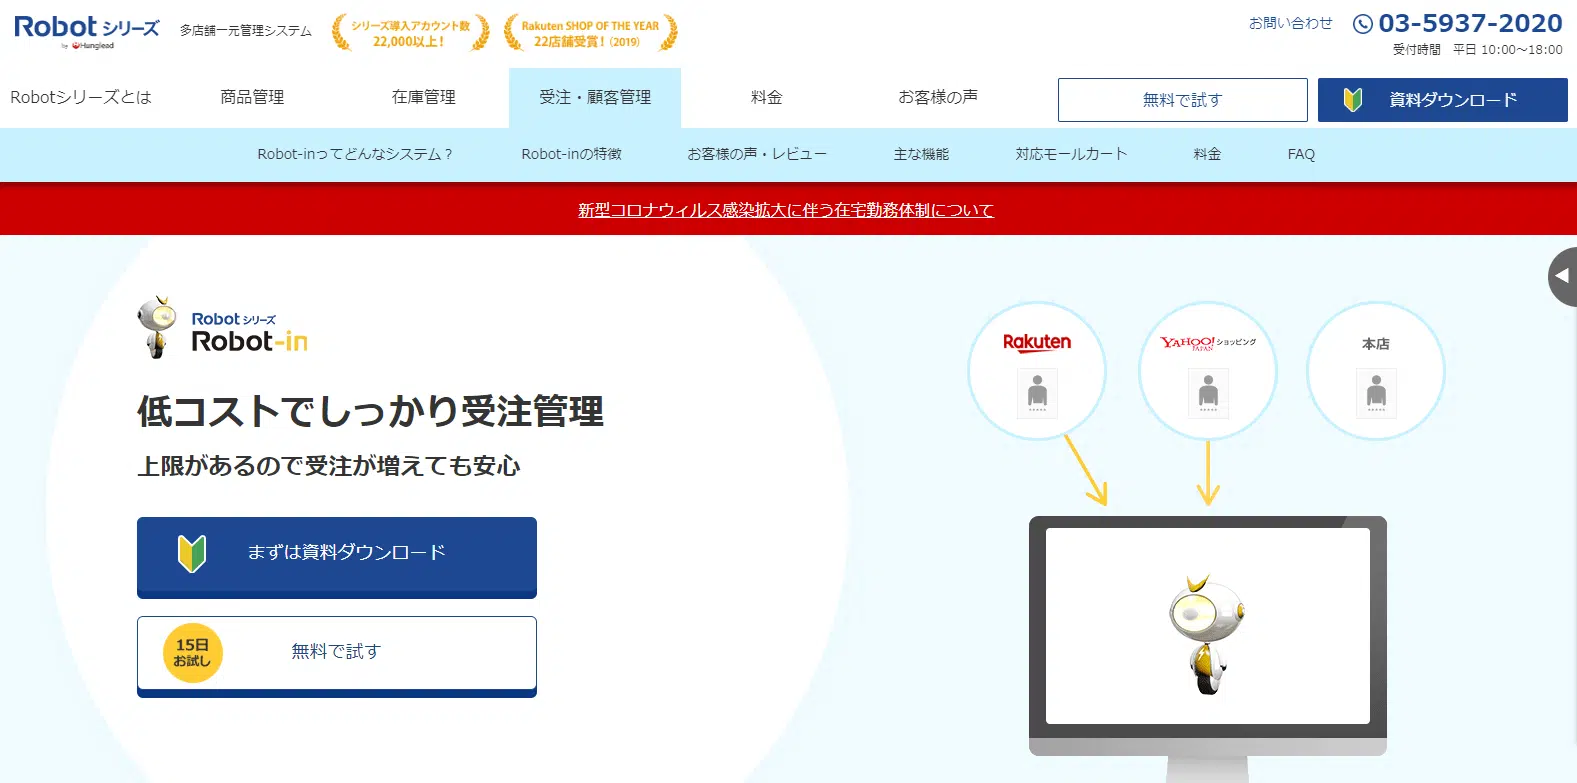 Robot シリーズ
by Hunglead
多店舗一元管理システム
シリーズ導入アカウント数
22,000以上!
Rakuten SHOP OF THE YEAR
22店舗受賞!(2019)
お問い合わせ
03-5937-2020
受付時間 平日 10:00〜18:00
Robotシリーズとは
商品管理
在庫管理
受注・顧客管理
料金
お客様の声
無料で試す
資料ダウンロード
Robot-inってどんなシステム?
Robot-inの特徴
お客様の声・レビュー
主な機能
対応モールカート
料金
FAQ
新型コロナウィルス感染拡大に伴う在宅勤務体制について
Robot シリーズ
Robot-in
低コストでしっかり受注管理
上限があるので受注が増えても安心
まずは資料ダウンロード
15日
お試し
無料で試す
Rakuten
YAHOO! JAPAN ショッピング
本店